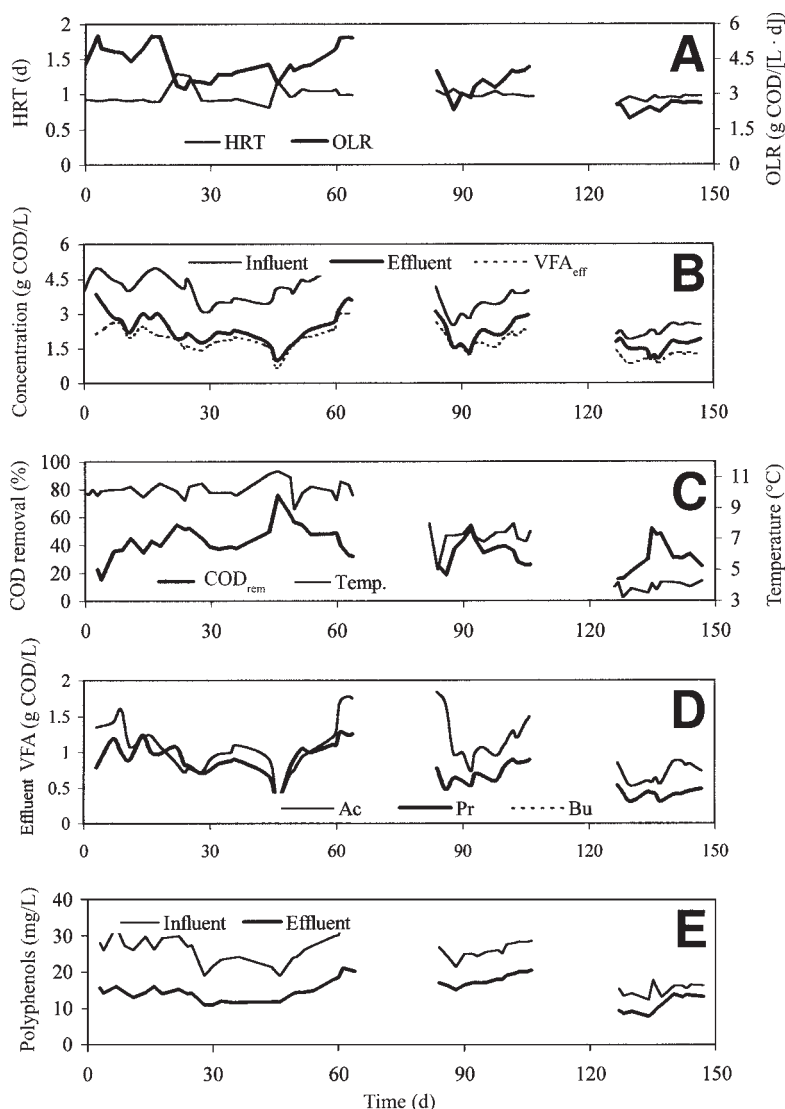 2
6
A
1.5
4.5
HRT (d)
1
3
OLR (g COD/[L · d])
0.5
1.5
HRT
OLR
0
0
0 30 60 90 120 150
6
Influent
Effluent
VFAeff
B
4.5
Concentration (g COD/L)
3
1.5
0
0 30 60 90 120 150
100
C
11
80
9
COD removal (%)
60
7
Temperature (°C)
40
5
20
CODrem
Temp.
0
3
0 30 60 90 120 150
2
D
1.5
Effluent VFA (g COD/L)
1
0.5
Ac
Pr
Bu
0
0 30 60 90 120 150
40
Influent
Effluent
E
30
Polyphenols (mg/L)
20
10
0
0 30 60 90 120 150
Time (d)